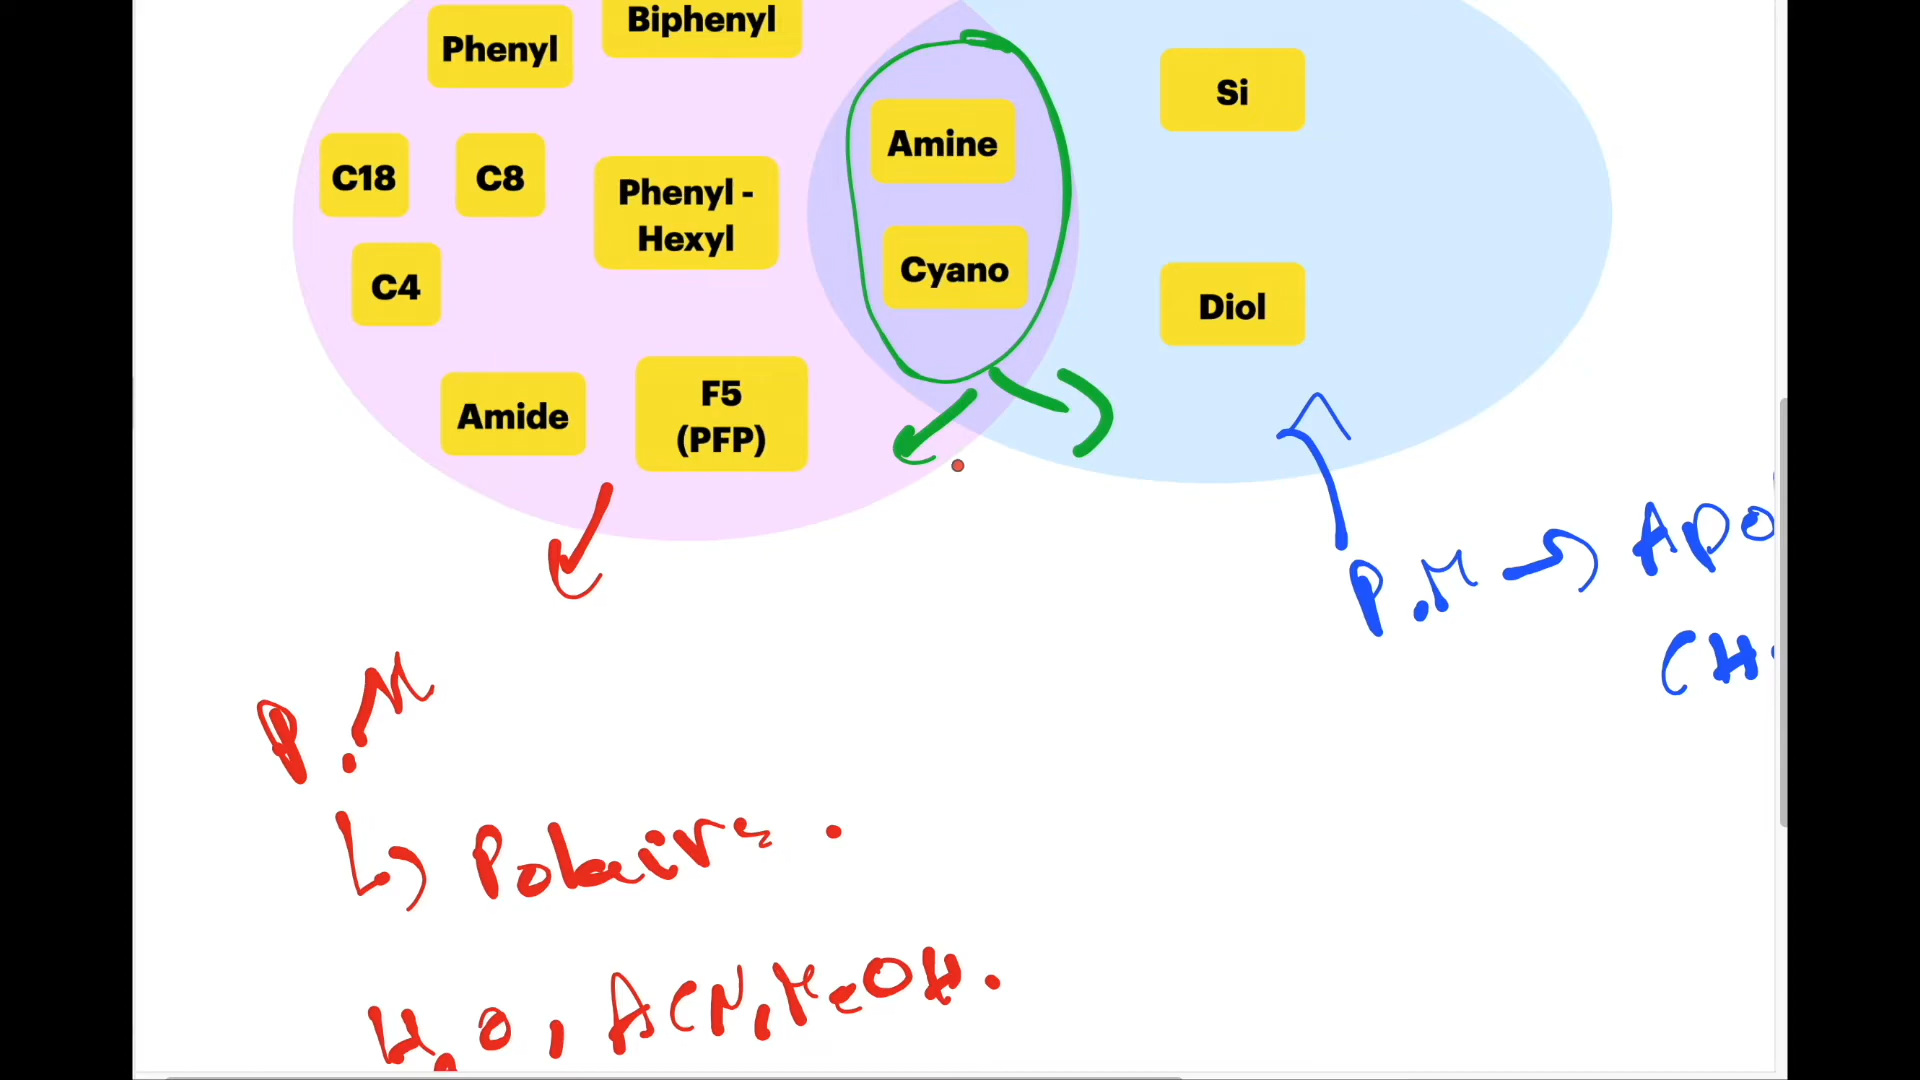 Biphenyl
Phenyl
Si
Amine
C18
C8
Phenyl -
Hexyl
Cyano
C4
Diol
F5
(PFP)
Amide
P.M → Apo
CH
P.M
↳ Polaire.
H2O, ACN, MeOH.